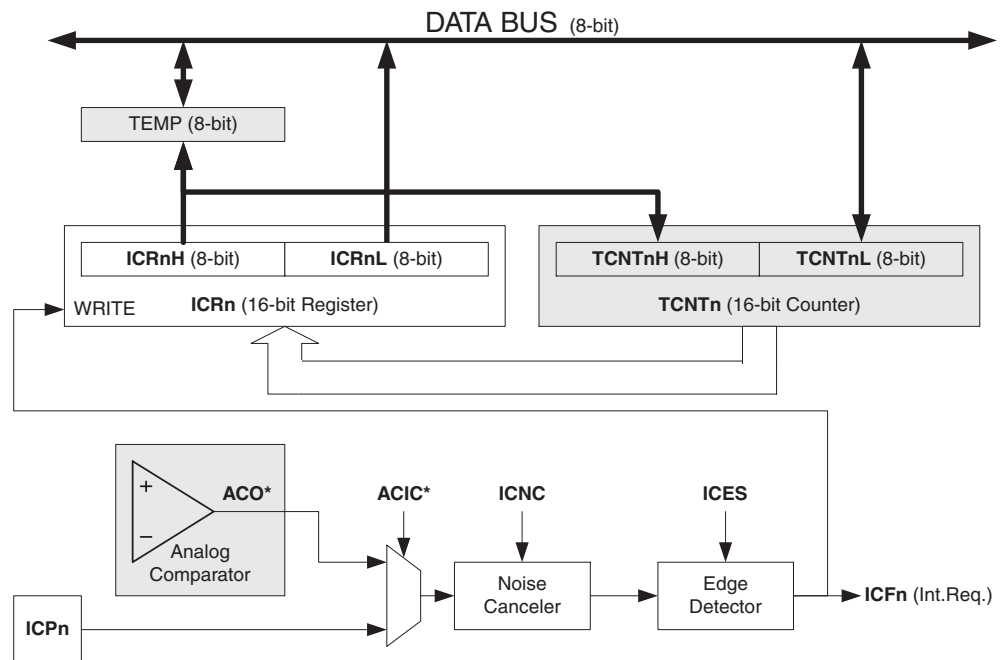 DATA BUS (8-bit)
TEMP (8-bit)
ICRnH (8-bit) ICRnL (8-bit) TCNTnH (8-bit) TCNTnL (8-bit)
WRITE ICRn (16-bit Register) TCNTn (16-bit Counter)
+
−
ACO* ACIC* ICNC ICES
Analog
Comparator
Noise
Canceler
Edge
Detector
ICFn (Int.Req.)
ICPn